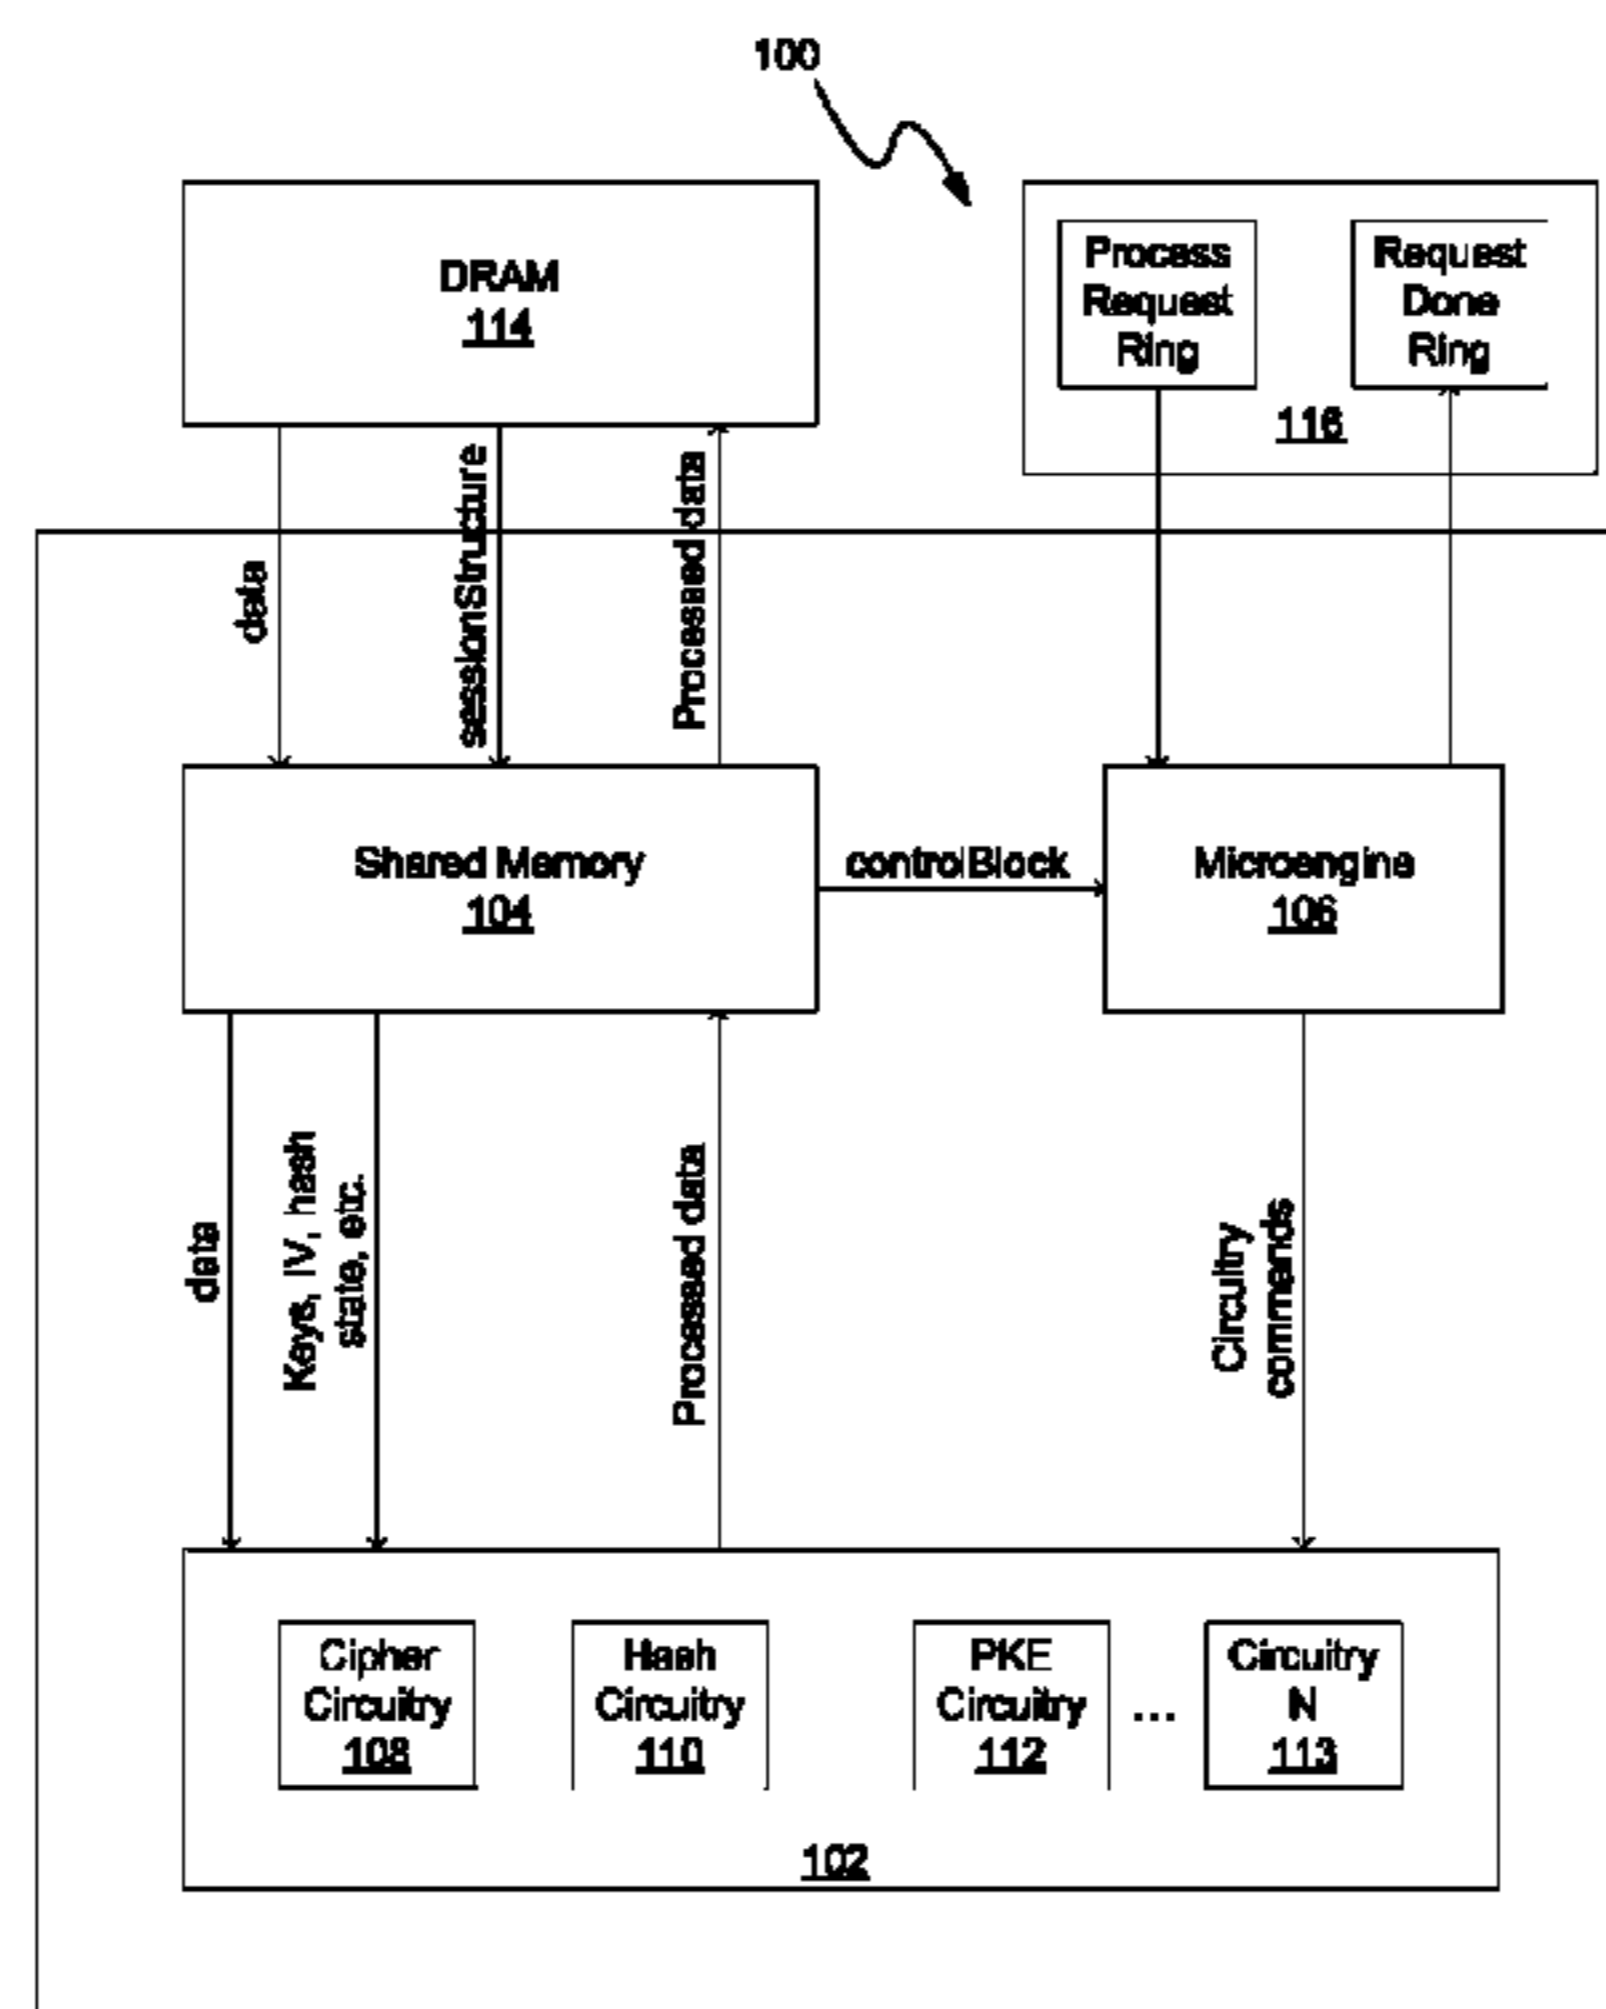 100
DRAM
114
Process
Request
Ring
Request
Done
Ring
116
data
sessionStructure
Processed data
Shared Memory
104
controlBlock
Microengine
106
data
Keys, IV, hash
state, etc.
Processed data
Circuitry
commends
Cipher
Circuitry
108
Hash
Circuitry
110
PKE
Circuitry
112
...
Circuitry
N
113
102